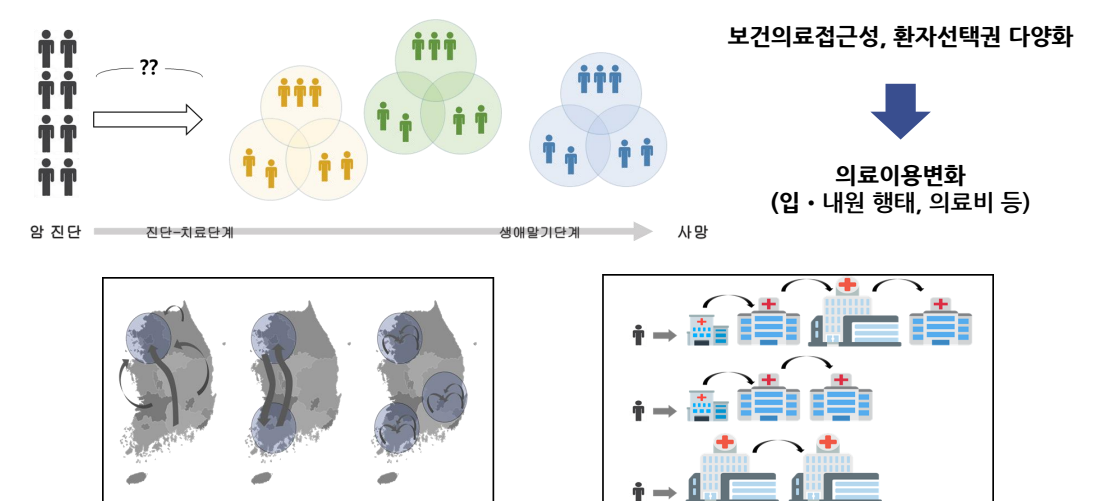 ??
보건의료접근성, 환자선택권 다양화
의료이용변화
(입・내원 행태, 의료비 등)
암 진단
진단-치료단계
생애말기단계
사망